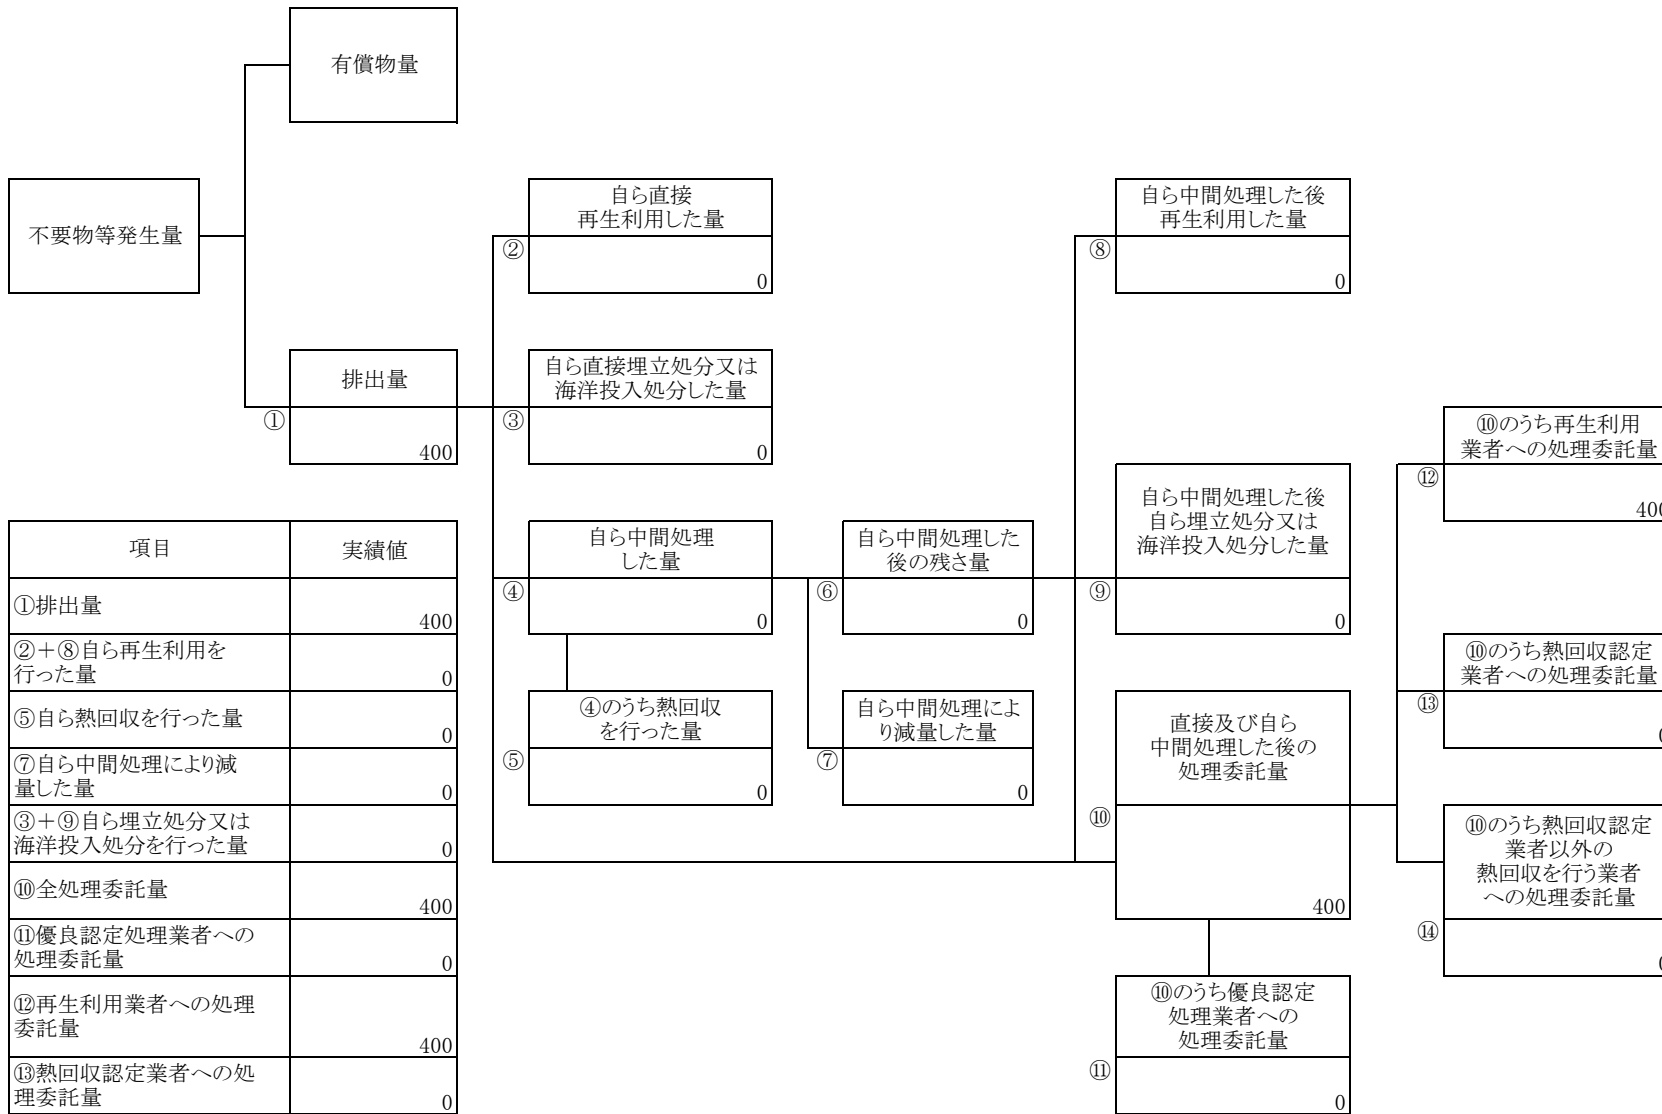 有償物量
不要物等発生量
自ら直接
再生利用した量
②
0
自ら中間処理した後
再生利用した量
⑧
0
排出量
①
400
自ら直接埋立処分又は
海洋投入処分した量
③
0
⑩のうち再生利用
業者への処理委託量
⑫
400
自ら中間処理
した量
④
0
自ら中間処理した
後の残さ量
⑥
0
自ら中間処理した後
自ら埋立処分又は
海洋投入処分した量
⑨
0
⑩のうち熱回収認定
業者への処理委託量
⑬
0
④のうち熱回収
を行った量
⑤
0
自ら中間処理によ
り減量した量
⑦
0
直接及び自ら
中間処理した後の
処理委託量
⑩
400
⑩のうち熱回収認定
業者以外の
熱回収を行う業者
への処理委託量
⑭
0
⑩のうち優良認定
処理業者への
処理委託量
⑪
0
項目 実績値
①排出量 400
②+⑧自ら再生利用を
行った量 0
⑤自ら熱回収を行った量 0
⑦自ら中間処理により減
量した量 0
③+⑨自ら埋立処分又は
海洋投入処分を行った量 0
⑩全処理委託量 400
⑪優良認定処理業者への
処理委託量 0
⑫再生利用業者への処理
委託量 400
⑬熱回収認定業者への処
理委託量 0